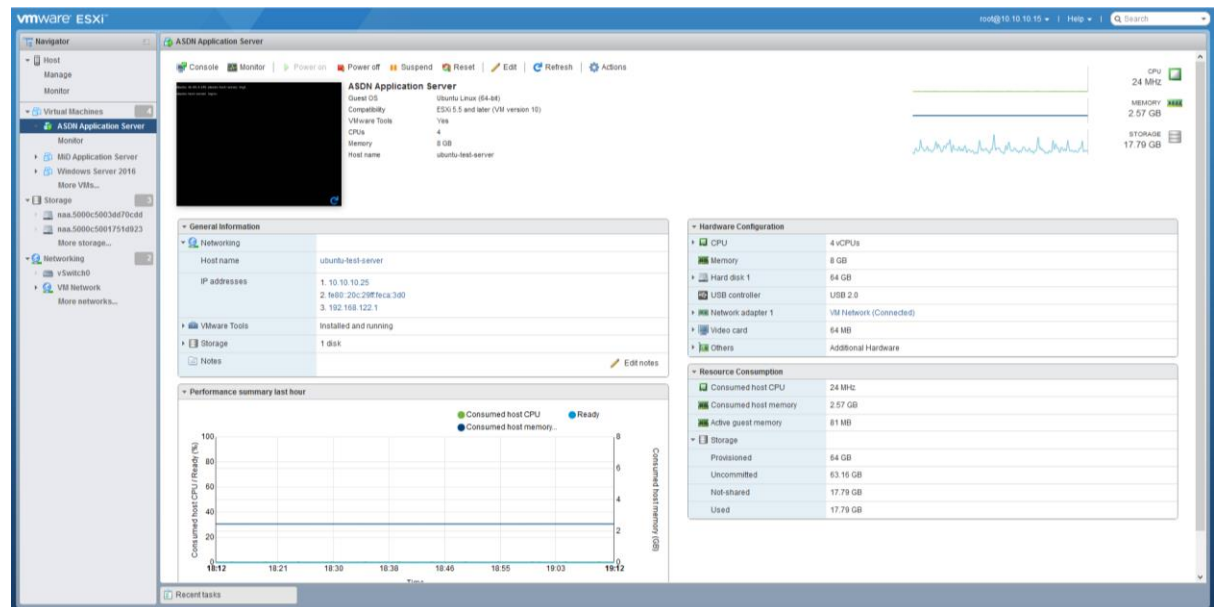 vmware ESXi
root@10.10.10.15 | Help | Search
Navigator
Host
Manage
Monitor
Virtual Machines 4
ASDN Application Server
Monitor
MiD Application Server
Windows Server 2016
More VMs...
Storage 3
naa.5000c5003dd70cdd
naa.5000c5001751d923
More storage...
Networking 2
vSwitch0
VM Network
More networks...
ASDN Application Server
Console Monitor | Power on Power off Suspend Reset | Edit | Refresh | Actions
ASDN Application Server
Guest OS Ubuntu Linux (64-bit)
Compatibility ESXi 5.5 and later (VM version 10)
VMware Tools Yes
CPUs 4
Memory 8 GB
Host name ubuntu-test-server
CPU
24 MHz
MEMORY
2.57 GB
STORAGE
17.79 GB
General Information
Networking
Host name ubuntu-test-server
IP addresses 1. 10.10.10.25
2. fe80::20c:29ff:feca:3d0
3. 192.168.122.1
VMware Tools Installed and running
Storage 1 disk
Notes Edit notes
Performance summary last hour
Consumed host CPU Ready
Consumed host memory...
Consumed host CPU / Ready (%)
100
80
60
40
20
0
Consumed host memory (GB)
8
6
4
2
0
18:12 18:21 18:30 18:38 18:46 18:55 19:03 19:12
Time
Hardware Configuration
CPU 4 vCPUs
Memory 8 GB
Hard disk 1 64 GB
USB controller USB 2.0
Network adapter 1 VM Network (Connected)
Video card 64 MB
Others Additional Hardware
Resource Consumption
Consumed host CPU 24 MHz
Consumed host memory 2.57 GB
Active guest memory 81 MB
Storage
Provisioned 64 GB
Uncommitted 63.16 GB
Not-shared 17.79 GB
Used 17.79 GB
Recent tasks